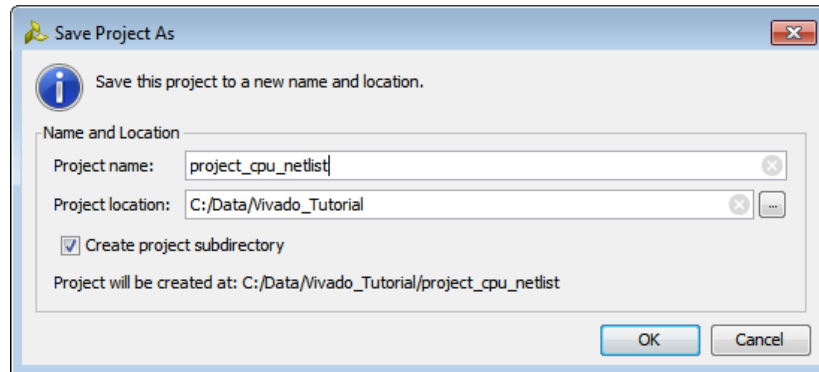 Save Project As
Save this project to a new name and location.
Name and Location
Project name: project_cpu_netlist
Project location: C:/Data/Vivado_Tutorial ...
Create project subdirectory
Project will be created at: C:/Data/Vivado_Tutorial/project_cpu_netlist
OK Cancel